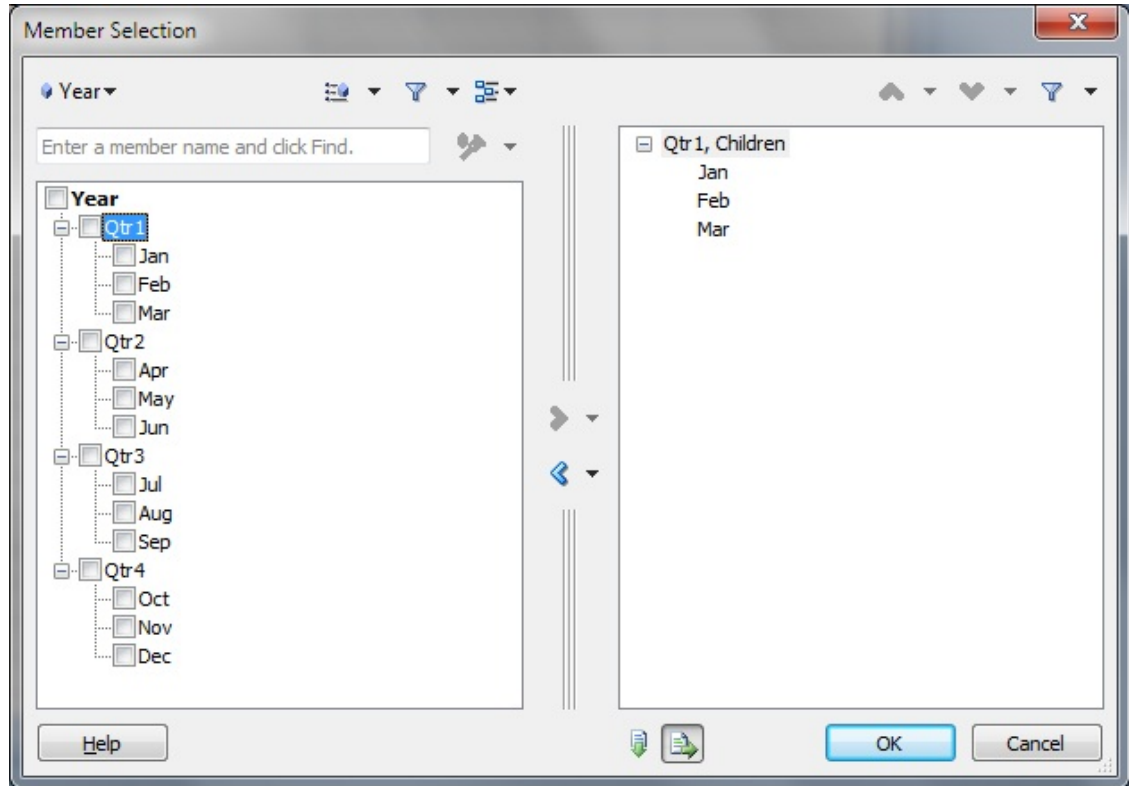 Member Selection
Year
Enter a member name and click Find.
Year
Qtr1
Jan
Feb
Mar
Qtr2
Apr
May
Jun
Qtr3
Jul
Aug
Sep
Qtr4
Oct
Nov
Dec
Qtr1, Children
Jan
Feb
Mar
Help
OK
Cancel